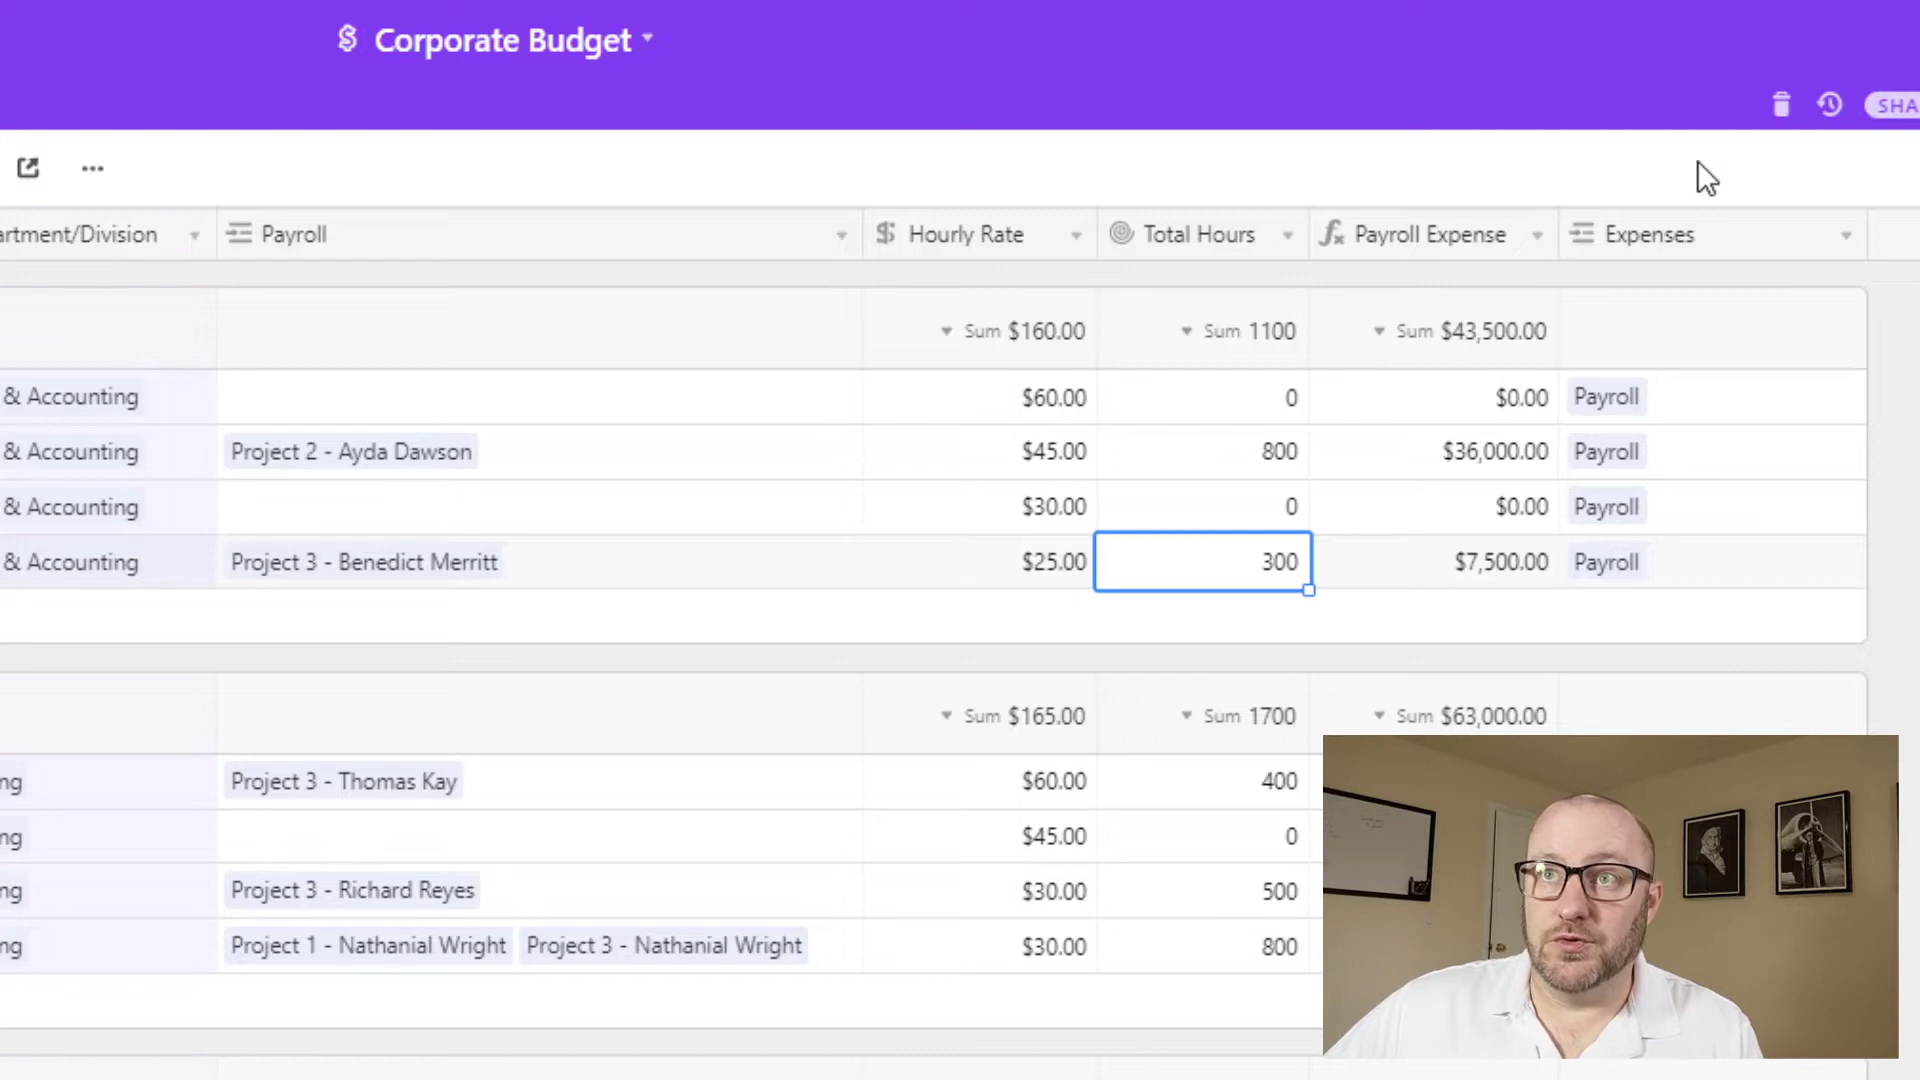 Corporate Budget
SHA
artment/Division Payroll Hourly Rate Total Hours Payroll Expense Expenses
Sum $160.00 Sum 1100 Sum $43,500.00
& Accounting $60.00 0 $0.00 Payroll
& Accounting Project 2 - Ayda Dawson $45.00 800 $36,000.00 Payroll
& Accounting $30.00 0 $0.00 Payroll
& Accounting Project 3 - Benedict Merritt $25.00 300 $7,500.00 Payroll
Sum $165.00 Sum 1700 Sum $63,000.00
ng Project 3 - Thomas Kay $60.00 400
ng $45.00 0
ng Project 3 - Richard Reyes $30.00 500
ng Project 1 - Nathanial Wright Project 3 - Nathanial Wright $30.00 800